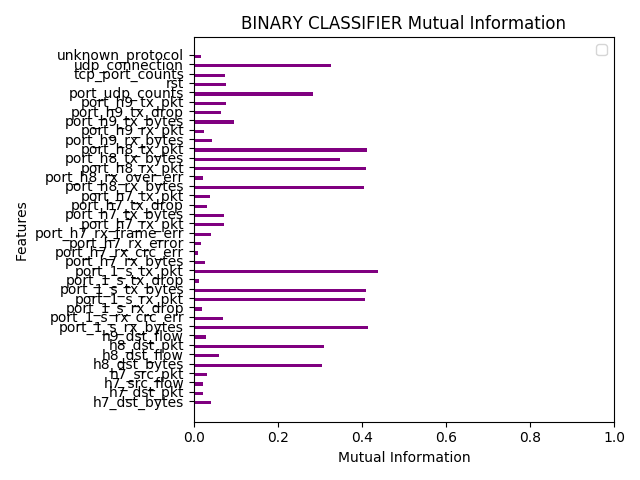 BINARY CLASSIFIER Mutual Information
unknown_protocol
udp_connection
tcp_port_counts
rst
port_udp_counts
port_h9_tx_pkt
port_h9_tx_drop
port_h9_tx_bytes
port_h9_rx_pkt
port_h9_rx_bytes
port_h8_tx_pkt
port_h8_tx_bytes
port_h8_rx_pkt
port_h8_rx_over_err
port_h8_rx_bytes
port_h7_tx_pkt
port_h7_tx_drop
port_h7_tx_bytes
port_h7_rx_pkt
port_h7_rx_frame_err
port_h7_rx_error
port_h7_rx_crc_err
port_h7_rx_bytes
port_1_s_tx_pkt
port_1_s_tx_drop
port_1_s_tx_bytes
port_1_s_rx_pkt
port_1_s_rx_drop
port_1_s_rx_crc_err
port_1_s_rx_bytes
h9_dst_flow
h8_dst_pkt
h8_dst_flow
h8_dst_bytes
h7_src_pkt
h7_src_flow
h7_dst_pkt
h7_dst_bytes
Features
0.0 0.2 0.4 0.6 0.8 1.0
Mutual Information